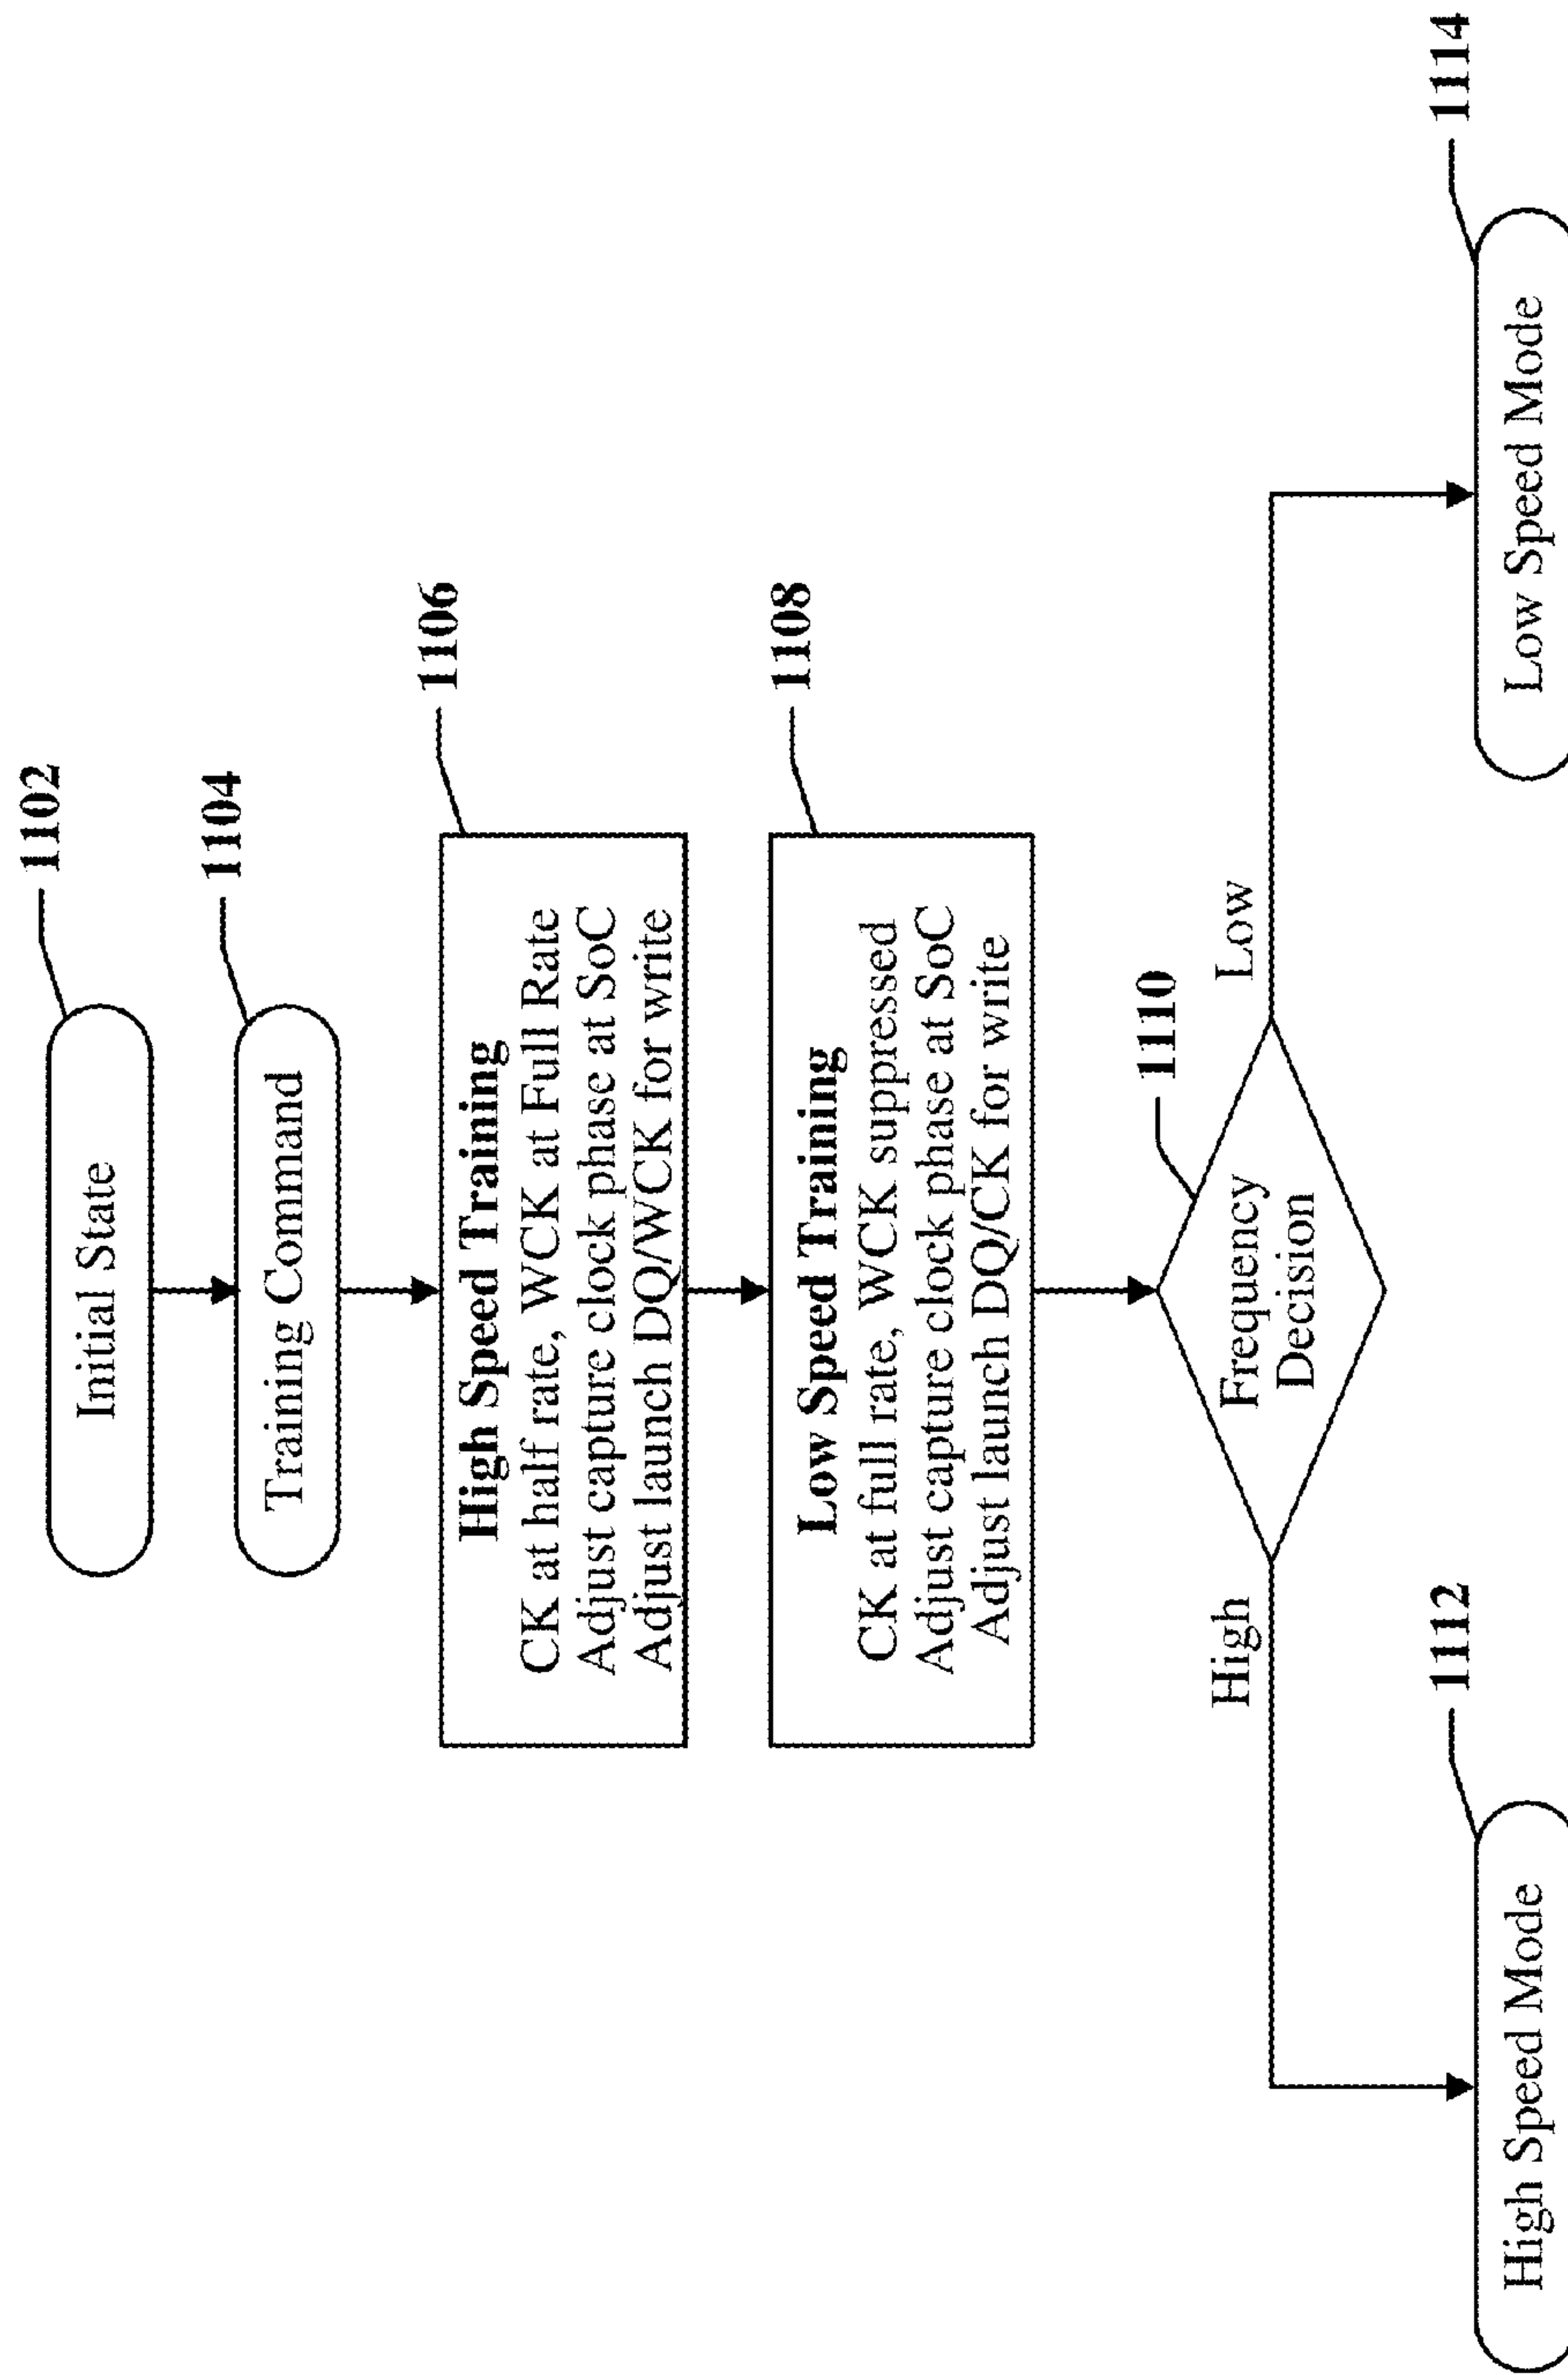 1102
Initial State
1104
Training Command
1106
High Speed Training
CK at half rate, WCK at Full Rate
Adjust capture clock phase at SoC
Adjust launch DQ/WCK for write
1108
Low Speed Training
CK at full rate, WCK suppressed
Adjust capture clock phase at SoC
Adjust launch DQ/CK for write
1110
Frequency
Decision
High
Low
1112
High Speed Mode
1114
Low Speed Mode